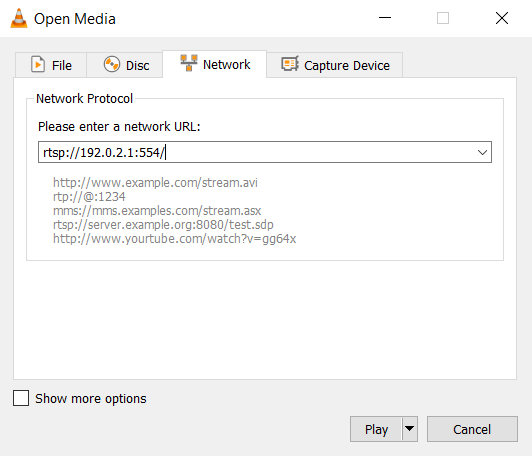 Open Media
File
Disc
Network
Capture Device
Network Protocol
Please enter a network URL:
rtsp://192.0.2.1:554/
http://www.example.com/stream.avi
rtp://@:1234
mms://mms.examples.com/stream.asx
rtsp://server.example.org:8080/test.sdp
http://www.yourtube.com/watch?v=gg64x
Show more options
Play
Cancel